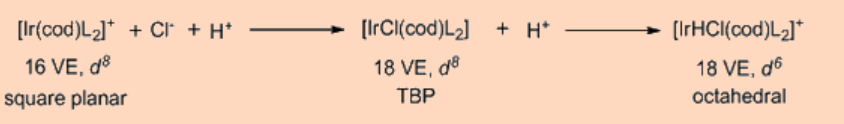 [Ir(cod)L₂]⁺ + Cl⁻ + H⁺ ⟶ [IrCl(cod)L₂] + H⁺ ⟶ [IrHCl(cod)L₂]⁺
16 VE, d⁸ 18 VE, d⁸ 18 VE, d⁶
square planar TBP octahedral